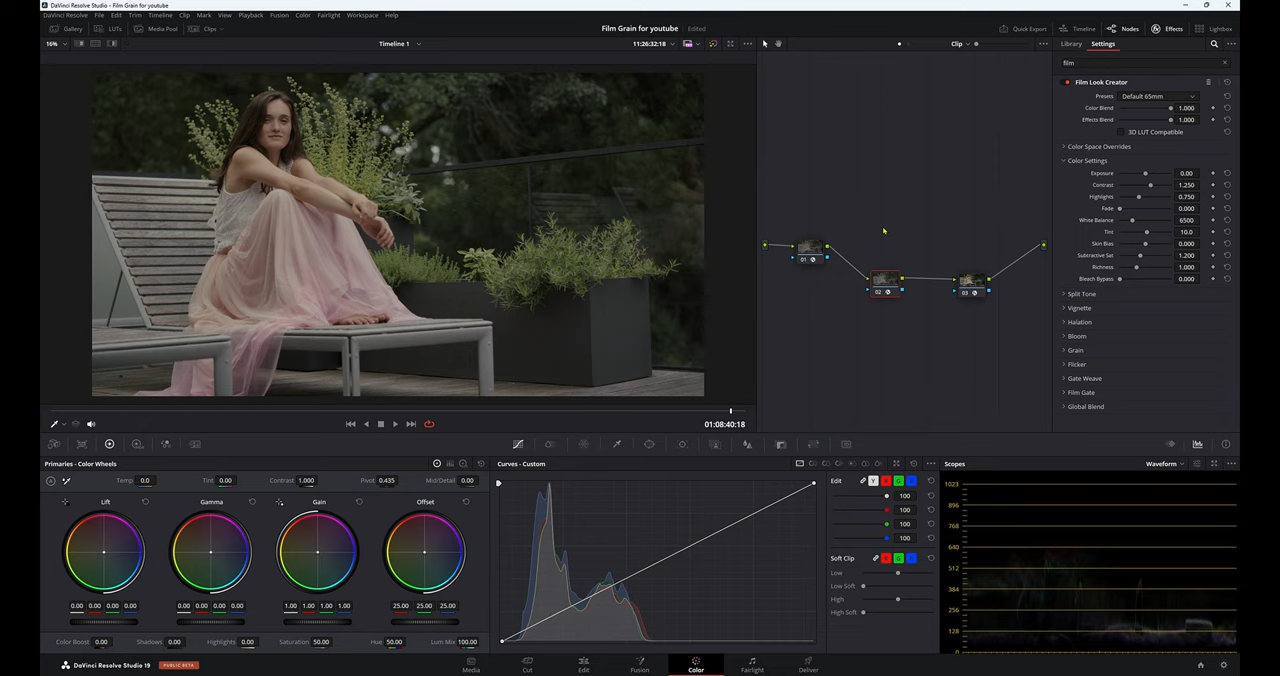 DaVinci Resolve Studio - Film Grain for youtube
DaVinci Resolve File Edit Trim Timeline Clip Mark View Playback Fusion Color Fairlight Workspace Help
Gallery LUTs Media Pool Clips Film Grain for youtube Edited Quick Export Timeline Nodes Effects Lightbox
16% Timeline 1 11:26:32:18 Clip Library Settings
film
Film Look Creator
Presets Default 65mm
Color Blend 1.000
Effects Blend 1.000
3D LUT Compatible
Color Space Overrides
Color Settings
Exposure 0.00
Contrast 1.250
Highlights 0.750
Fade 0.000
White Balance 6500
Tint 10.0
Skin Bias 0.000
Subtractive Sat 1.200
Richness 1.000
Bleach Bypass 0.000
Split Tone
Vignette
Halation
Bloom
Grain
Flicker
Gate Weave
Film Gate
Global Blend
01
02
03
01:08:40:18
Primaries - Color Wheels
Temp 0.0 Tint 0.00 Contrast 1.000 Pivot 0.435 Mid/Detail 0.00
Lift Gamma Gain Offset
0.00 0.00 0.00 0.00 0.00 0.00 0.00 0.00 1.00 1.00 1.00 1.00 25.00 25.00 25.00
Color Boost 0.00 Shadows 0.00 Highlights 0.00 Saturation 50.00 Hue 50.00 Lum Mix 100.00
Curves - Custom
Edit Y R G B
100
100
100
100
Soft Clip R G B
Low
Low Soft
High
High Soft
Scopes Waveform
1023
896
768
640
512
384
256
128
0
DaVinci Resolve Studio 19 PUBLIC BETA
Media Cut Edit Fusion Color Fairlight Deliver